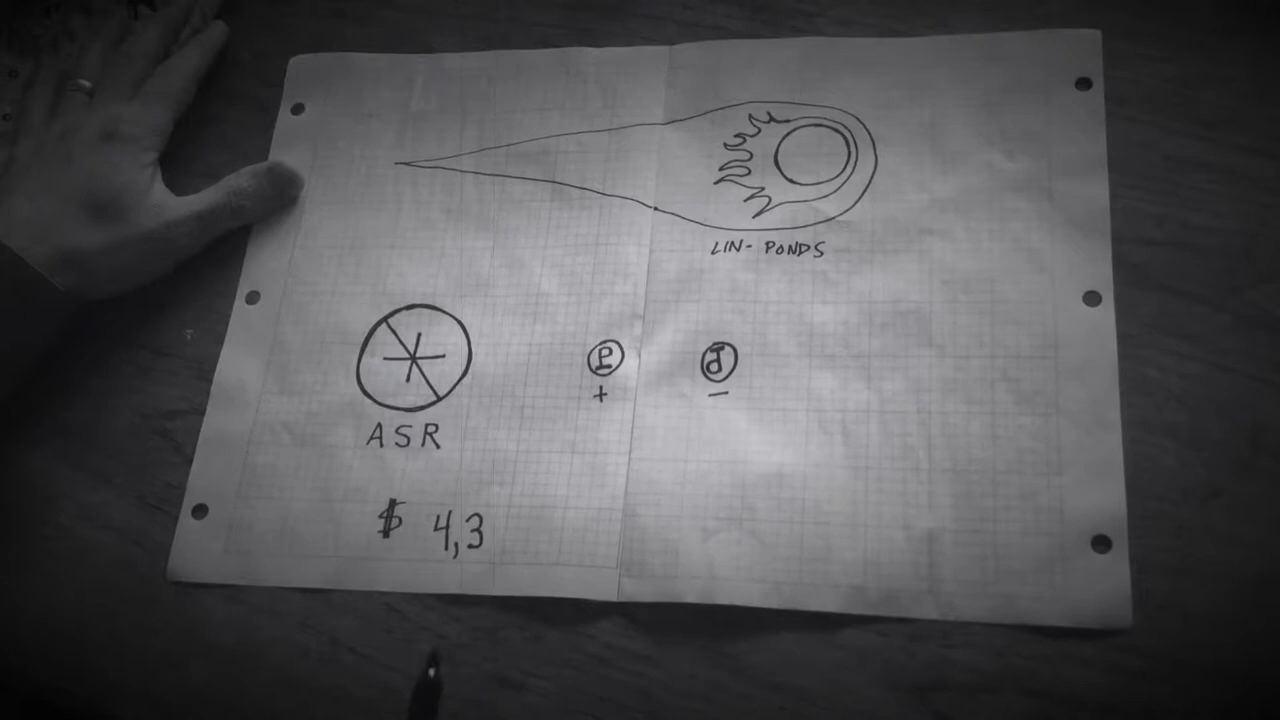 LIN- PONDS
P
+
−
ASR
$ 4,3